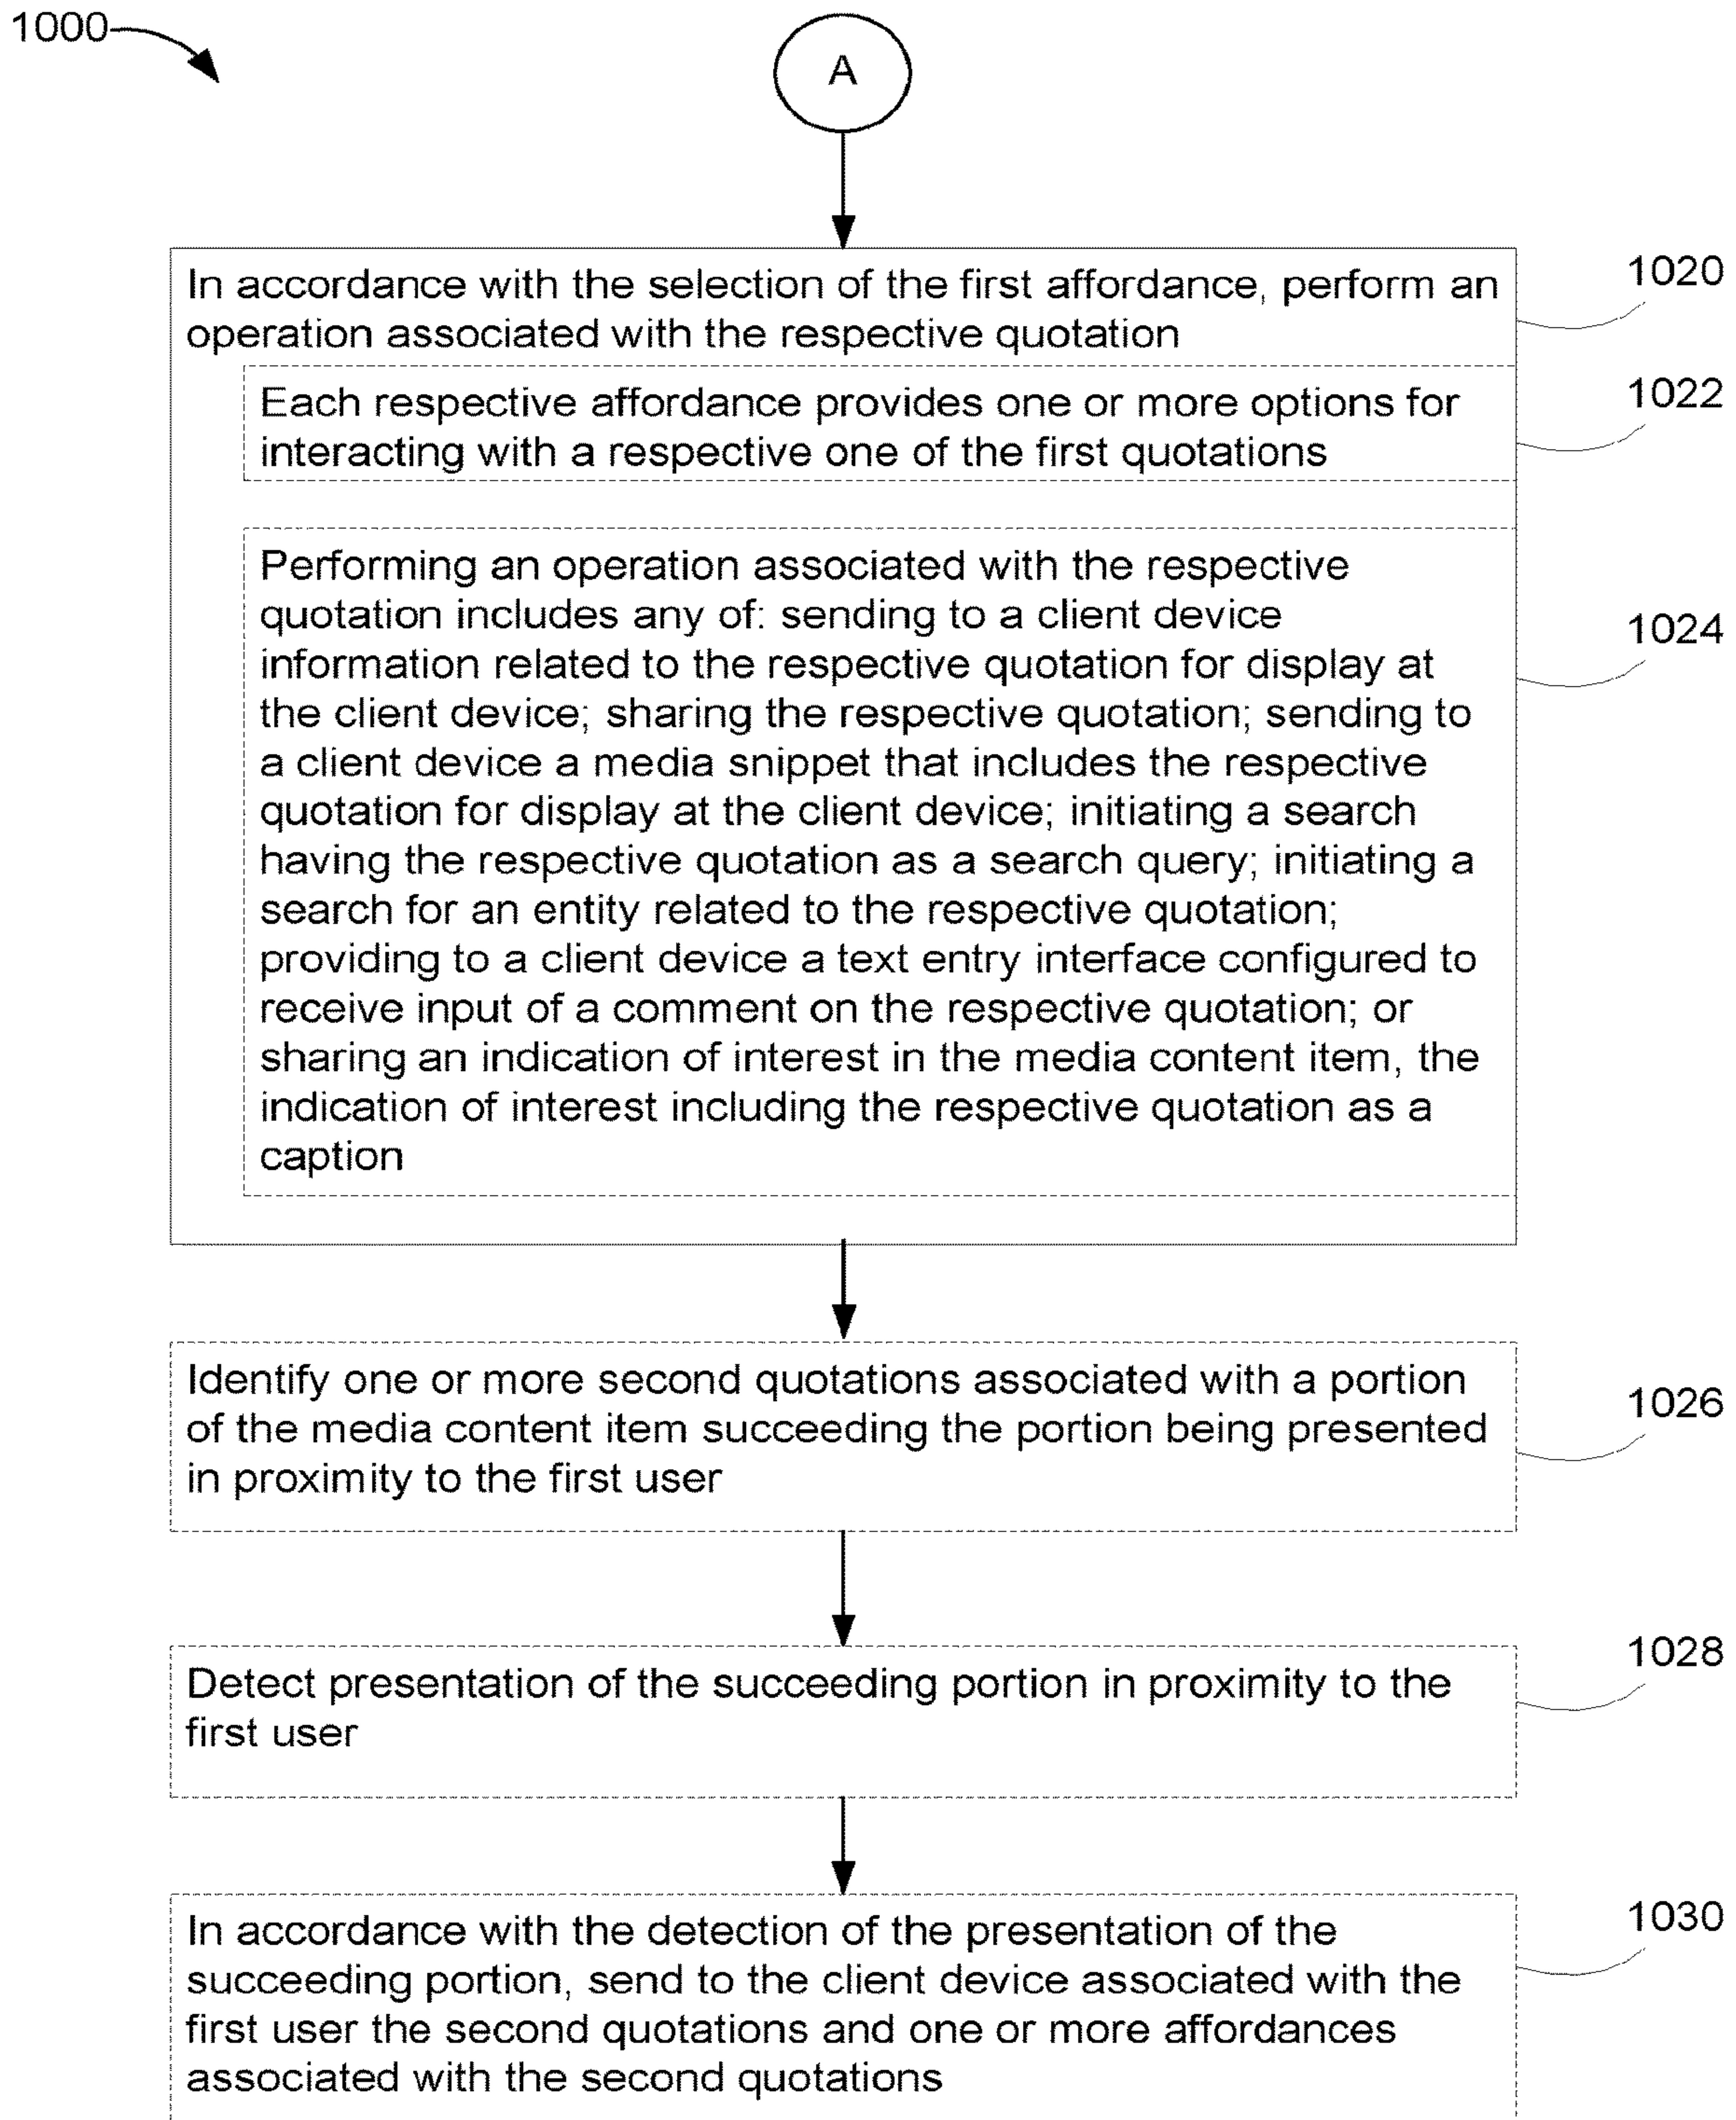 1000
A
In accordance with the selection of the first affordance, perform an
operation associated with the respective quotation
1020
Each respective affordance provides one or more options for
interacting with a respective one of the first quotations
1022
Performing an operation associated with the respective
quotation includes any of: sending to a client device
information related to the respective quotation for display at
the client device; sharing the respective quotation; sending to
a client device a media snippet that includes the respective
quotation for display at the client device; initiating a search
having the respective quotation as a search query; initiating a
search for an entity related to the respective quotation;
providing to a client device a text entry interface configured to
receive input of a comment on the respective quotation; or
sharing an indication of interest in the media content item, the
indication of interest including the respective quotation as a
caption
1024
Identify one or more second quotations associated with a portion
of the media content item succeeding the portion being presented
in proximity to the first user
1026
Detect presentation of the succeeding portion in proximity to the
first user
1028
In accordance with the detection of the presentation of the
succeeding portion, send to the client device associated with the
first user the second quotations and one or more affordances
associated with the second quotations
1030